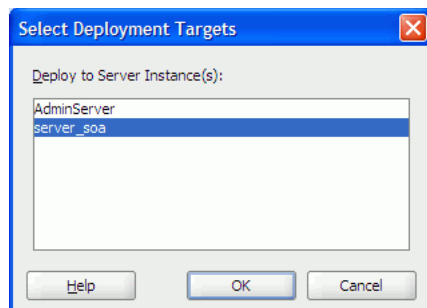 Select Deployment Targets
Deploy to Server Instance(s):
AdminServer
server_soa
Help
OK
Cancel